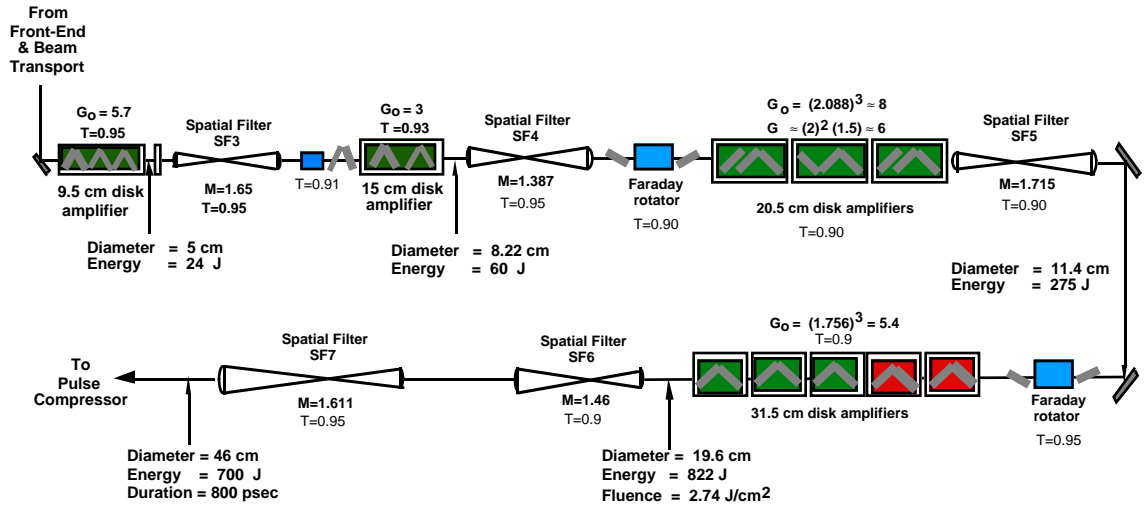 From
Front-End
& Beam
Transport
Go = 5.7
T=0.95
9.5 cm disk
amplifier
Spatial Filter
SF3
M=1.65
T=0.95
T=0.91
Go = 3
T =0.93
15 cm disk
amplifier
Spatial Filter
SF4
M=1.387
T=0.95
Faraday
rotator
T=0.90
Go = (2.088)3 ≈ 8
G ≈ (2)2 (1.5) ≈ 6
20.5 cm disk amplifiers
T=0.90
Spatial Filter
SF5
M=1.715
T=0.90
Diameter = 5 cm
Energy = 24 J
Diameter = 8.22 cm
Energy = 60 J
Diameter = 11.4 cm
Energy = 275 J
To
Pulse
Compressor
Spatial Filter
SF7
M=1.611
T=0.95
Spatial Filter
SF6
M=1.46
T=0.9
Go = (1.756)3 = 5.4
T=0.9
31.5 cm disk amplifiers
Faraday
rotator
T=0.95
Diameter = 46 cm
Energy = 700 J
Duration = 800 psec
Diameter = 19.6 cm
Energy = 822 J
Fluence = 2.74 J/cm2